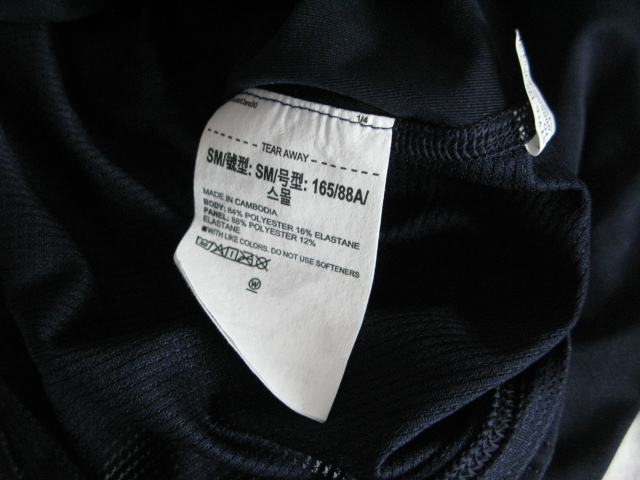 1/4
TEAR AWAY
SM/號型: SM/号型: 165/88A/
스몰
MADE IN CAMBODIA
BODY: 84% POLYESTER 16% ELASTANE
PANEL: 88% POLYESTER 12%
ELASTANE
WITH LIKE COLORS. DO NOT USE SOFTENERS
W